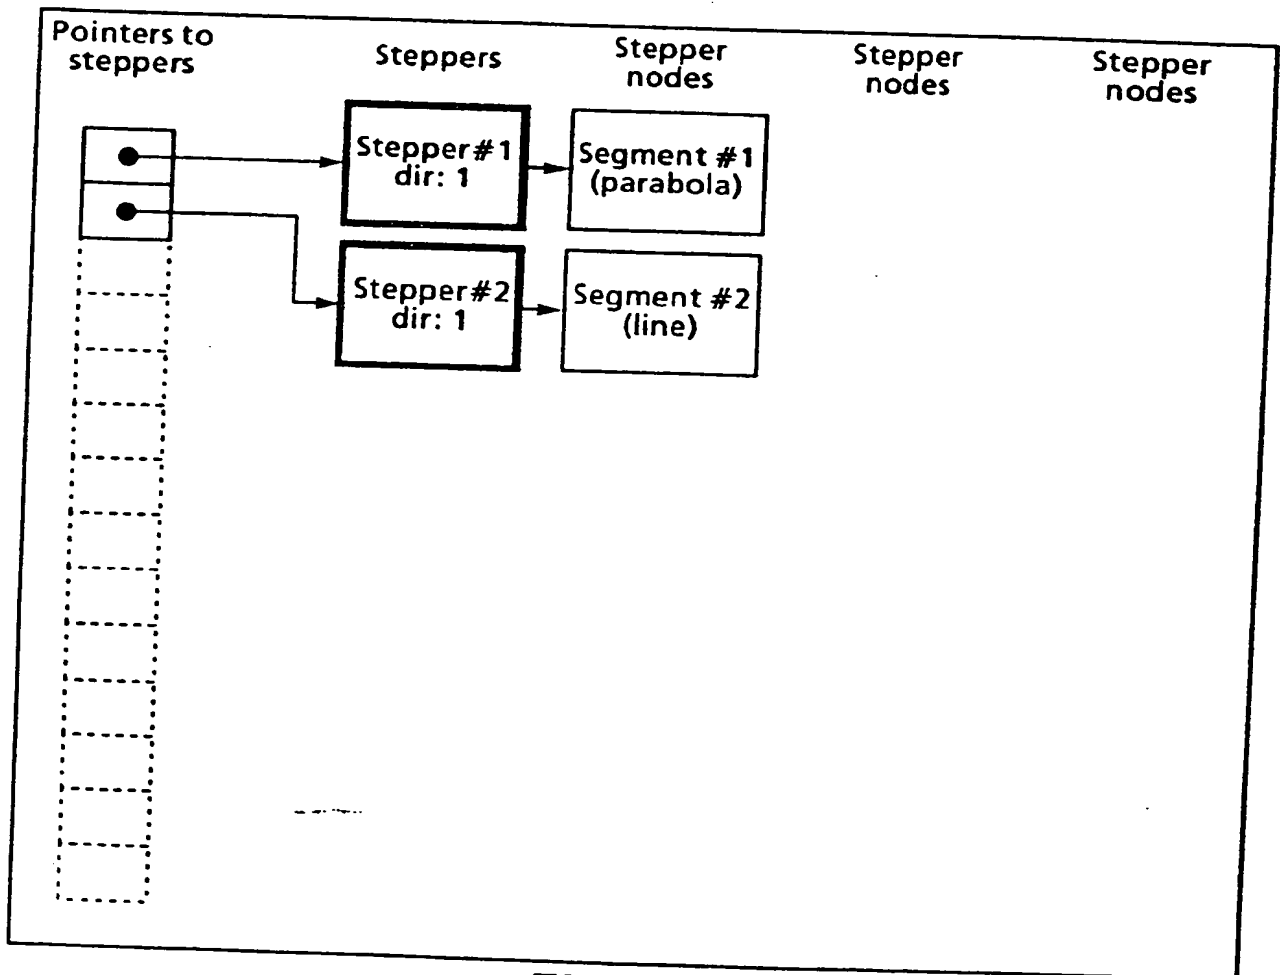 Pointers to
steppers
Steppers
Stepper
nodes
Stepper
nodes
Stepper
nodes
Stepper#1
dir: 1
Segment #1
(parabola)
Stepper#2
dir: 1
Segment #2
(line)